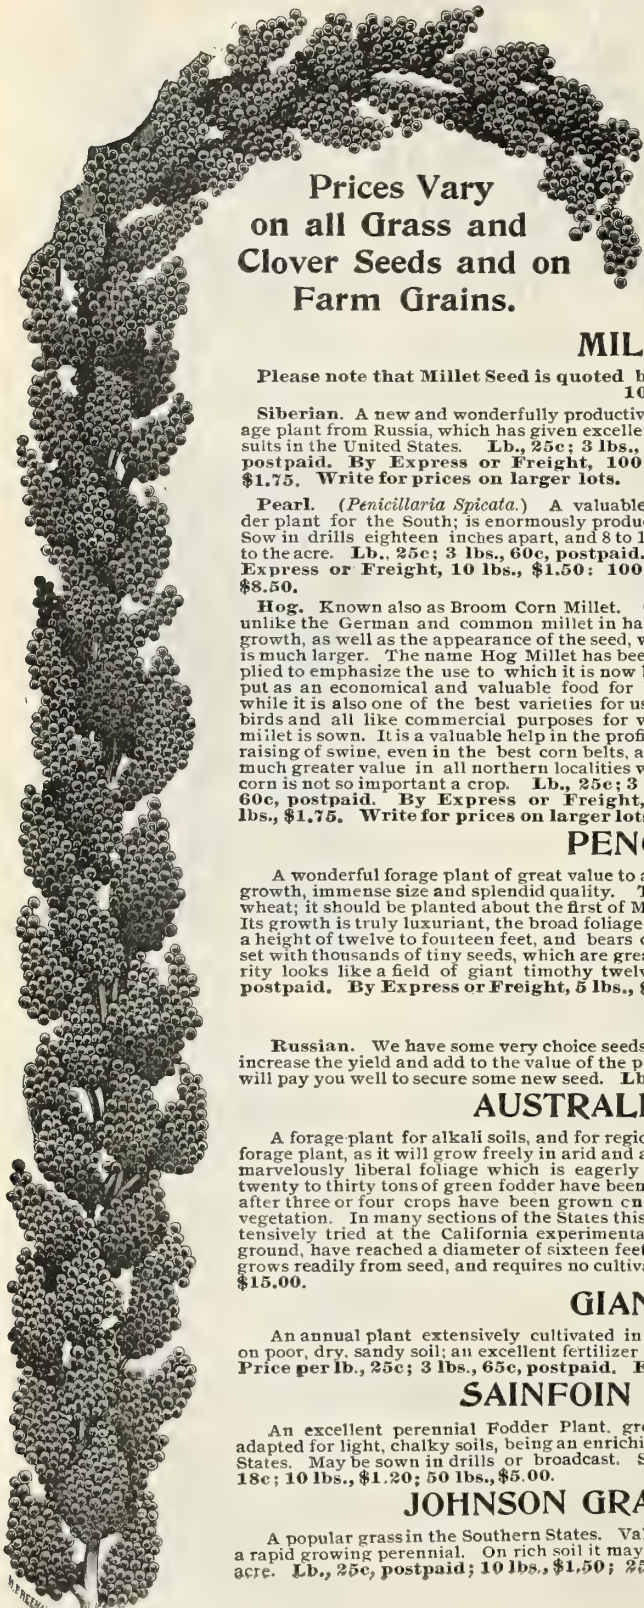 Prices Vary
on all Grass and
Clover Seeds and on
Farm Grains.
MIL
Please note that Millet Seed is quoted b
10
Siberian. A new and wonderfully productiv
age plant from Russia, which has given excelle
suits in the United States. Lb., 25c; 3 lbs.,
postpaid. By Express or Freight, 100
$1.75. Write for prices on larger lots.
Pearl. (Penicillaria Spicata.) A valuable
der plant for the South; is enormously produc
Sow in drills eighteen inches apart, and 8 to 1
to the acre. Lb., 25c; 3 lbs., 60c, postpaid.
Express or Freight, 10 lbs., $1.50: 100
$8.50.
Hog. Known also as Broom Corn Millet.
unlike the German and common millet in ha
growth, as well as the appearance of the seed, w
is much larger. The name Hog Millet has been
plied to emphasize the use to which it is now b
put as an economical and valuable food for
while it is also one of the best varieties for us
birds and all like commercial purposes for w
millet is sown. It is a valuable help in the profi
raising of swine, even in the best corn belts, a
much greater value in all northern localities w
corn is not so important a crop. Lb., 25c; 3
60c, postpaid. By Express or Freight,
lbs., $1.75. Write for prices on larger lots
PENC
A wonderful forage plant of great value to a
growth, immense size and splendid quality. T
wheat; it should be planted about the first of M
Its growth is truly luxuriant, the broad foliage
a height of twelve to fourteen feet, and bears c
set with thousands of tiny seeds, which are grea
rity looks like a field of giant timothy twelv
postpaid. By Express or Freight, 5 lbs., $
Russian. We have some very choice seeds
increase the yield and add to the value of the p
will pay you well to secure some new seed. Lb
AUSTRALI
A forage plant for alkali soils, and for regio
forage plant, as it will grow freely in arid and a
marvelously liberal foliage which is eagerly
twenty to thirty tons of green fodder have been
after three or four crops have been grown cn
vegetation. In many sections of the States this
tensively tried at the California experimenta
ground, have reached a diameter of sixteen feet
grows readily from seed, and requires no cultiva
$15.00.
GIAN
An annual plant extensively cultivated in
on poor, dry, sandy soil; an excellent fertilizer
Price per lb., 25c; 3 lbs., 65c, postpaid. E
SAINFOIN
An excellent perennial Fodder Plant. gre
adapted for light, chalky soils, being an enrichi
States. May be sown in drills or broadcast. S
18c; 10 lbs., $1.20; 50 lbs., $5.00.
JOHNSON GRA
A popular grass in the Southern States. Val
a rapid growing perennial. On rich soil it may
acre. Lb., 25c, postpaid; 10 lbs., $1.50; 25